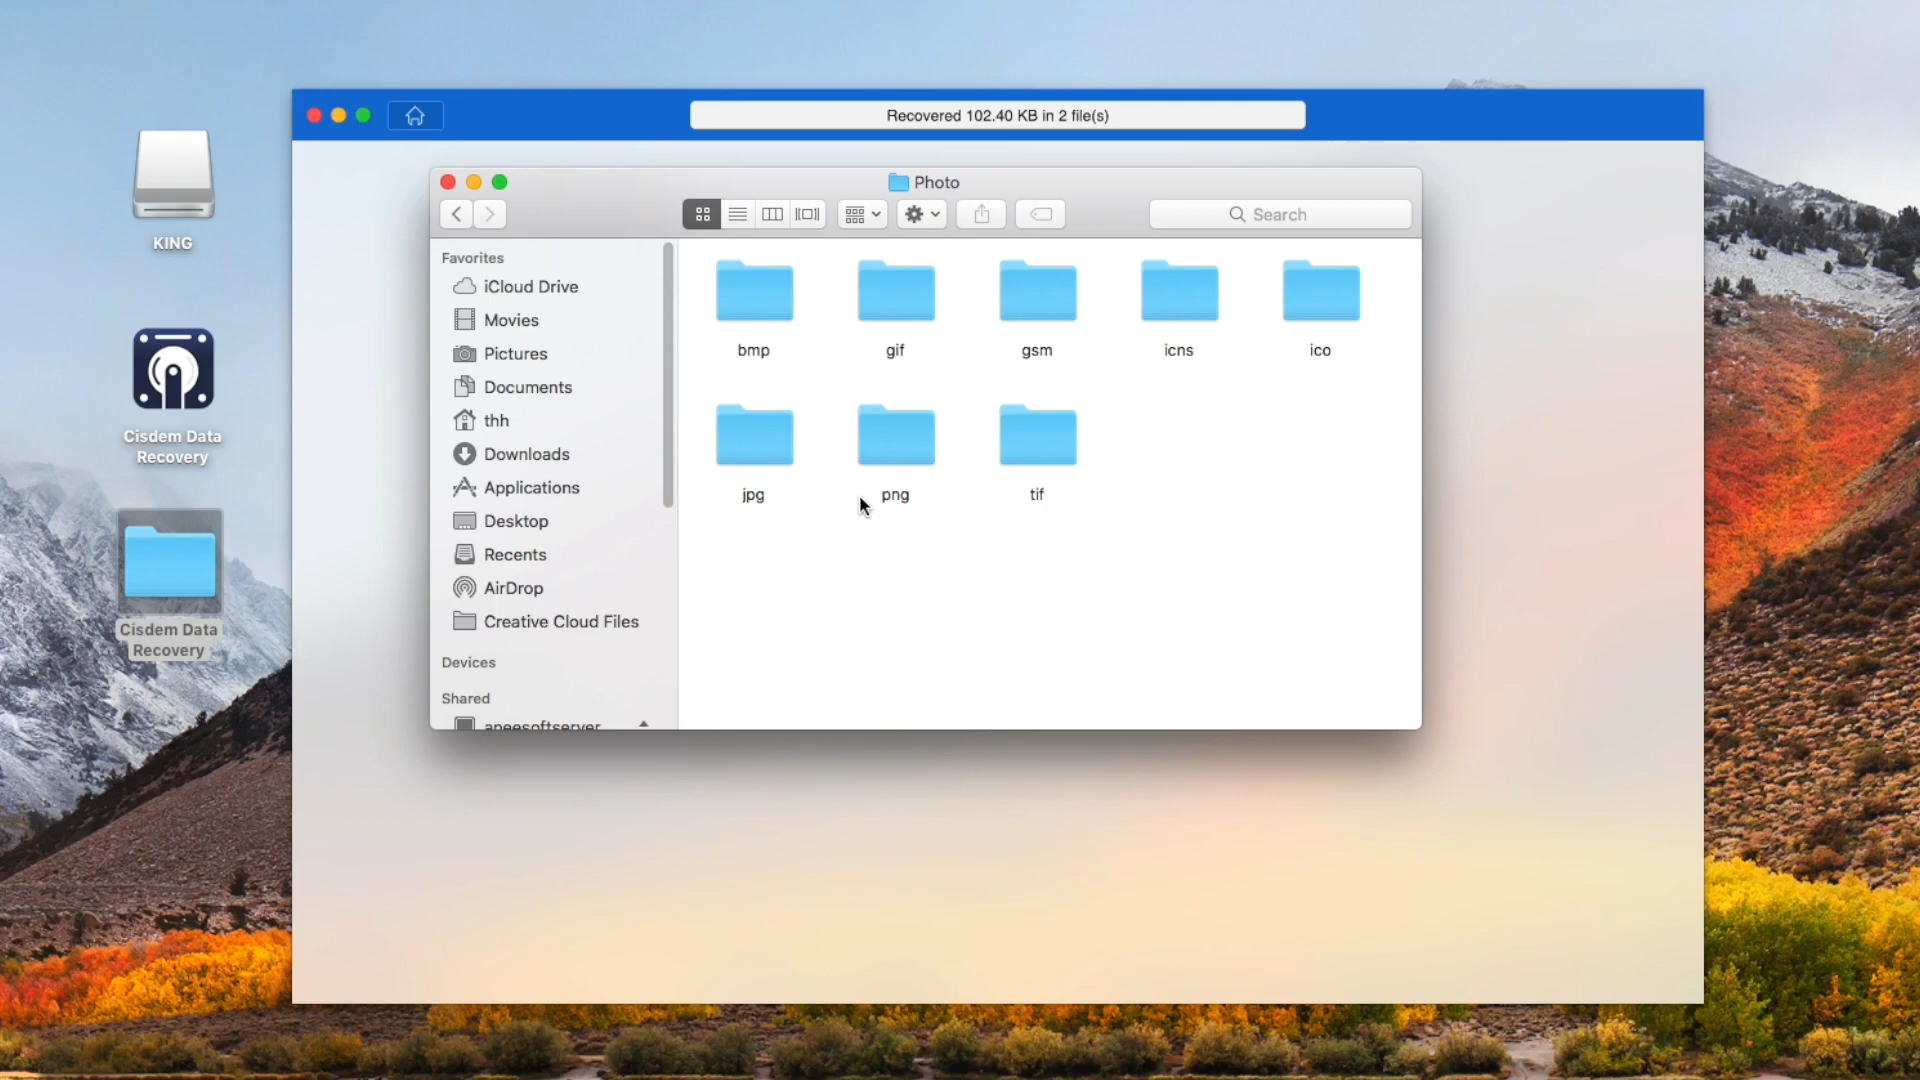 Recovered 102.40 KB in 2 file(s)
Photo
Search
KING
Cisdem Data
Recovery
Cisdem Data
Recovery
Favorites
iCloud Drive
Movies
Pictures
Documents
thh
Downloads
Applications
Desktop
Recents
AirDrop
Creative Cloud Files
Devices
Shared
apeesoftserver
bmp
gif
gsm
icns
ico
jpg
png
tif